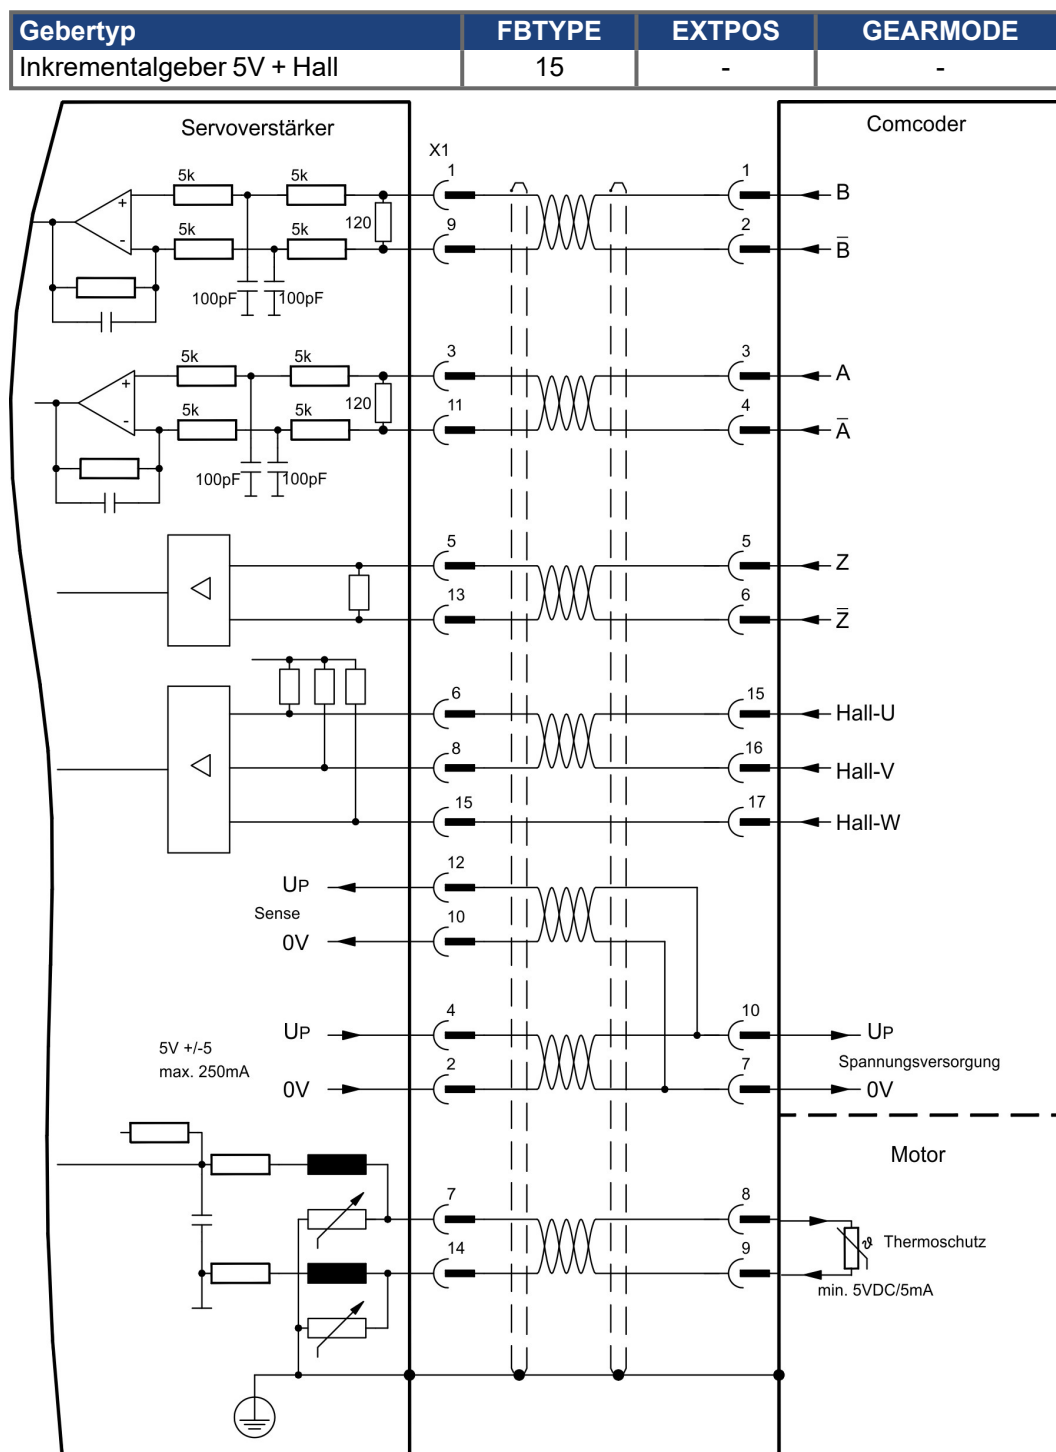 Gebertyp FBTYPE EXTPOS GEARMODE
Inkrementalgeber 5V + Hall 15 - -
Servoverstärker
Comcoder
X1
5k 5k 1 1
+ 120 B
5k 5k 9 2
- B̅
100pF 100pF
5k 5k 3 3
+ 120 A
5k 5k 11 4
- A̅
100pF 100pF
5 5
Z
13 6
Z̅
6 15
Hall-U
8 16
Hall-V
15 17
Hall-W
12
UP
Sense 10
0V
4 10
UP UP
5V +/-5 Spannungsversorgung
max. 250mA 2 7
0V 0V
Motor
7 8
ϑ Thermoschutz
14 9
min. 5VDC/5mA